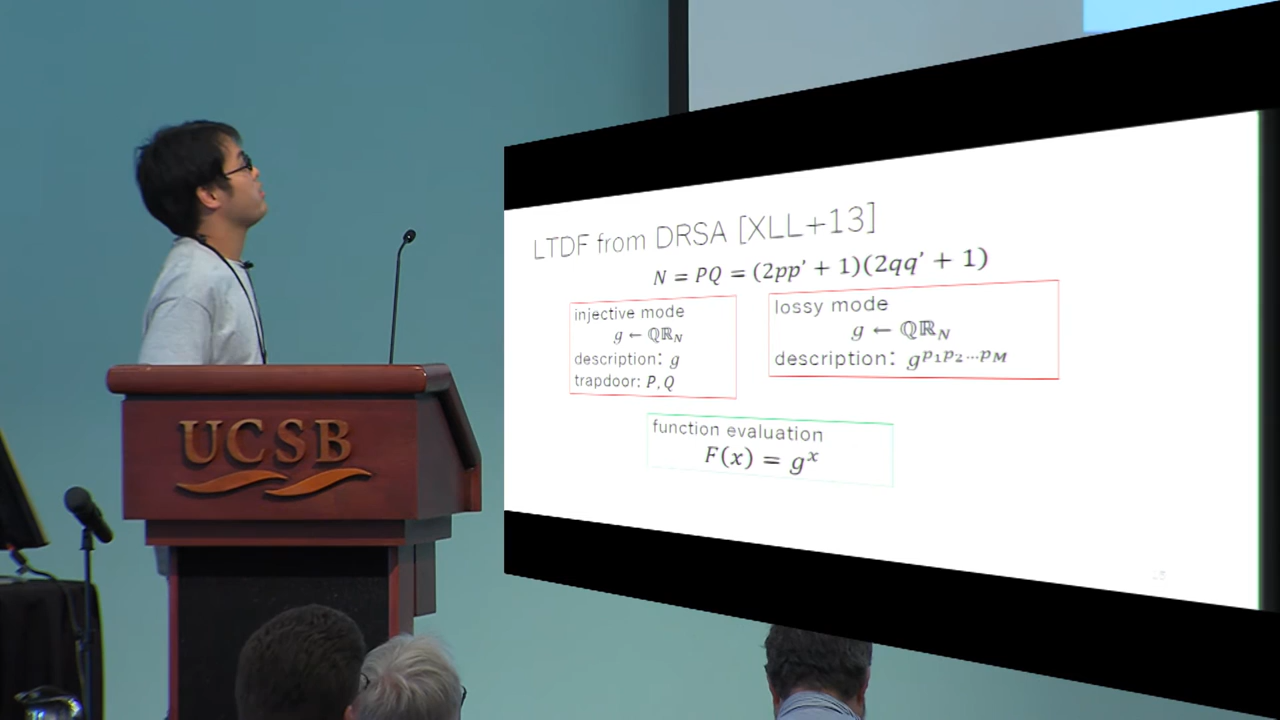 UCSB
LTDF from DRSA [XLL+13]
N = PQ = (2pp' + 1)(2qq' + 1)
injective mode
g ← ℚℝ_N
description: g
trapdoor: P, Q
lossy mode
g ← ℚℝ_N
description: g^{p_1 p_2 … p_M}
function evaluation
F(x) = g^x